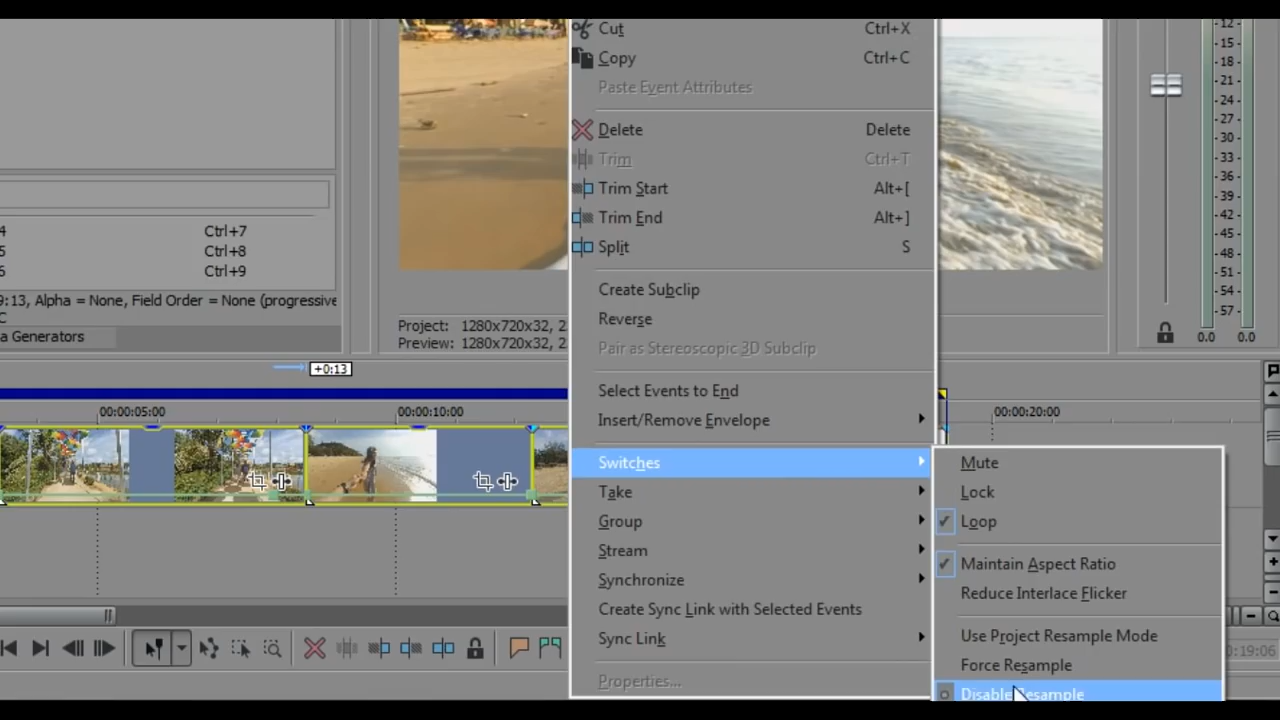 Cut Ctrl+X
Copy Ctrl+C
Paste Event Attributes
Delete Delete
Trim Ctrl+T
Trim Start Alt+[
Trim End Alt+]
Split S
Create Subclip
Reverse
Pair as Stereoscopic 3D Subclip
Select Events to End
Insert/Remove Envelope
Switches
Take
Group
Stream
Synchronize
Create Sync Link with Selected Events
Sync Link
Properties...
Mute
Lock
Loop
Maintain Aspect Ratio
Reduce Interlace Flicker
Use Project Resample Mode
Force Resample
Disable Resample
4 Ctrl+7
5 Ctrl+8
6 Ctrl+9
9:13, Alpha = None, Field Order = None (progressive
C
a Generators
Project: 1280x720x32, 2
Preview: 1280x720x32, 2
+0:13
00:00:05:00
00:00:10:00
00:00:20:00
0:19:06
-12-
-15-
-18-
-21-
-24-
-27-
-30-
-33-
-36-
-39-
-42-
-45-
-48-
-51-
-54-
-57-
0.0 0.0